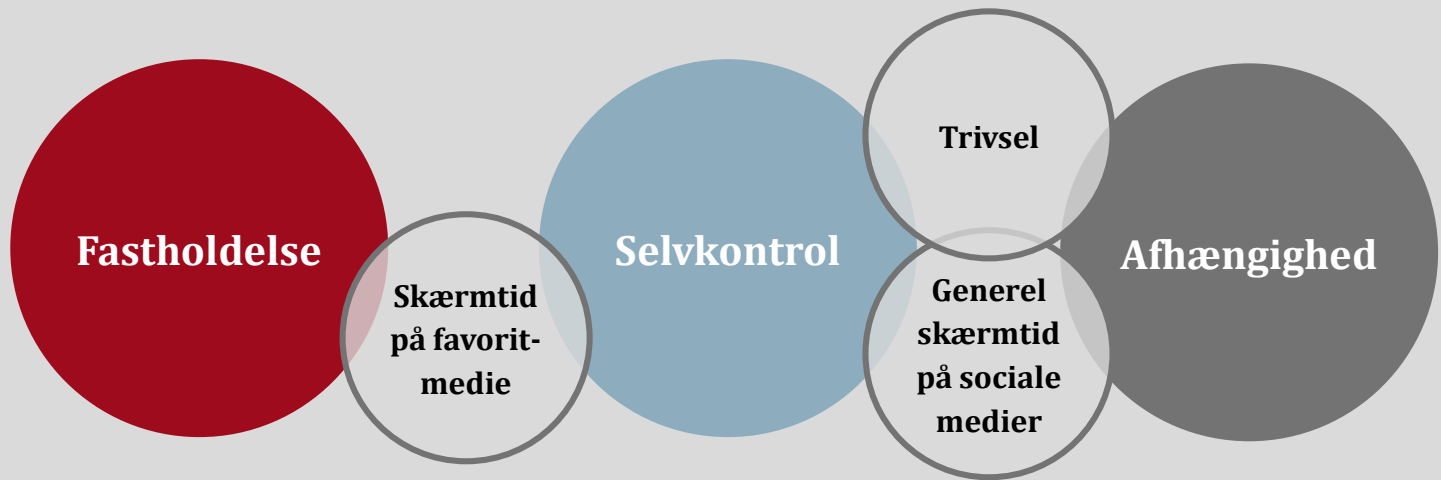 Fastholdelse
Skærmtid
på favorit-
medie
Selvkontrol
Trivsel
Generel
skærmtid
på sociale
medier
Afhængighed